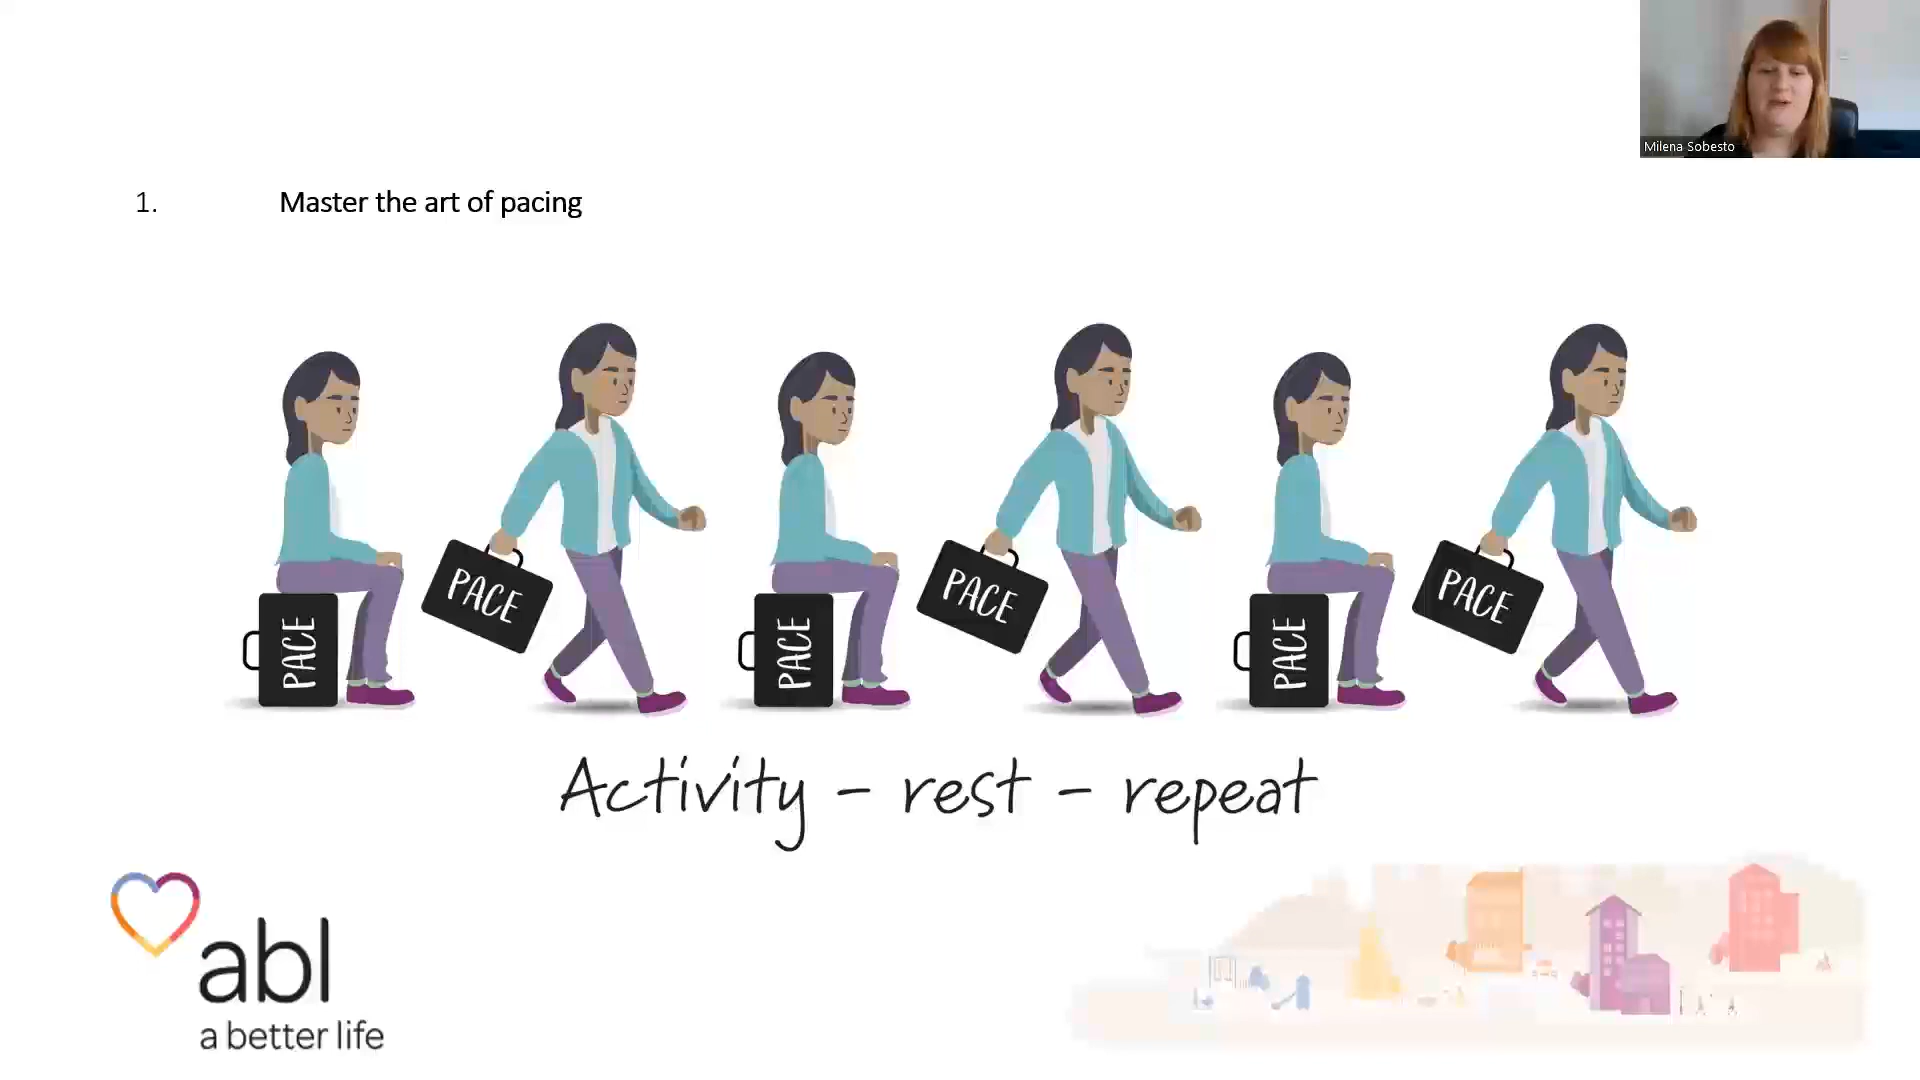 Milena Sobesto
1. Master the art of pacing
PACE
PACE
PACE
PACE
PACE
PACE
Activity - rest - repeat
abl
a better life